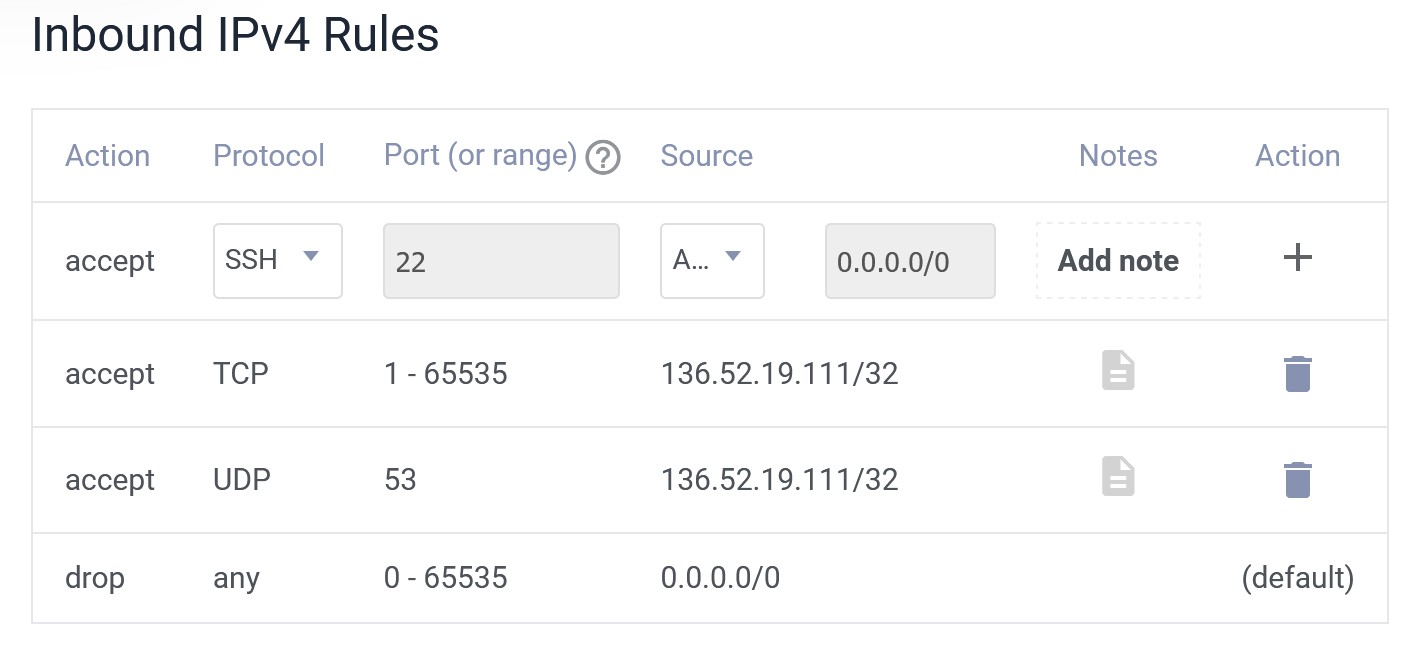 Inbound IPv4 Rules
Action Protocol Port (or range) ? Source Notes Action
accept SSH 22 A... 0.0.0.0/0 Add note +
accept TCP 1 - 65535 136.52.19.111/32
accept UDP 53 136.52.19.111/32
drop any 0 - 65535 0.0.0.0/0 (default)